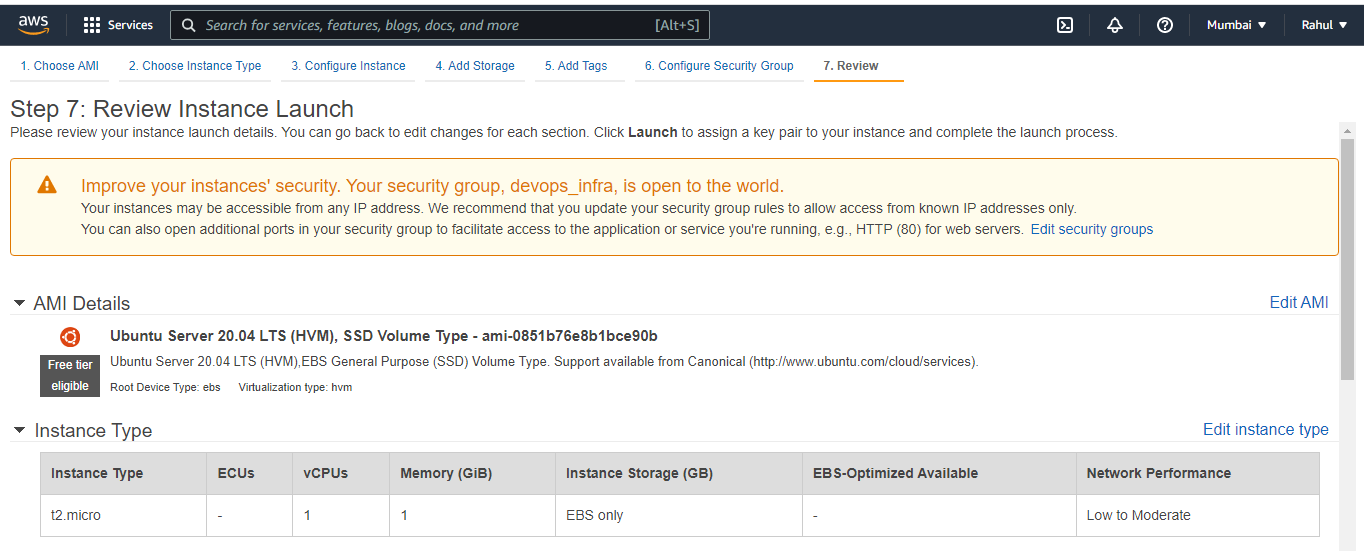 aws Services Search for services, features, blogs, docs, and more [Alt+S] Mumbai Rahul
1. Choose AMI 2. Choose Instance Type 3. Configure Instance 4. Add Storage 5. Add Tags 6. Configure Security Group 7. Review
Step 7: Review Instance Launch
Please review your instance launch details. You can go back to edit changes for each section. Click Launch to assign a key pair to your instance and complete the launch process.
Improve your instances' security. Your security group, devops_infra, is open to the world.
Your instances may be accessible from any IP address. We recommend that you update your security group rules to allow access from known IP addresses only.
You can also open additional ports in your security group to facilitate access to the application or service you're running, e.g., HTTP (80) for web servers. Edit security groups
AMI Details Edit AMI
Ubuntu Server 20.04 LTS (HVM), SSD Volume Type - ami-0851b76e8b1bce90b
Free tier eligible
Ubuntu Server 20.04 LTS (HVM),EBS General Purpose (SSD) Volume Type. Support available from Canonical (http://www.ubuntu.com/cloud/services).
Root Device Type: ebs Virtualization type: hvm
Instance Type Edit instance type
Instance Type ECUs vCPUs Memory (GiB) Instance Storage (GB) EBS-Optimized Available Network Performance
t2.micro - 1 1 EBS only - Low to Moderate